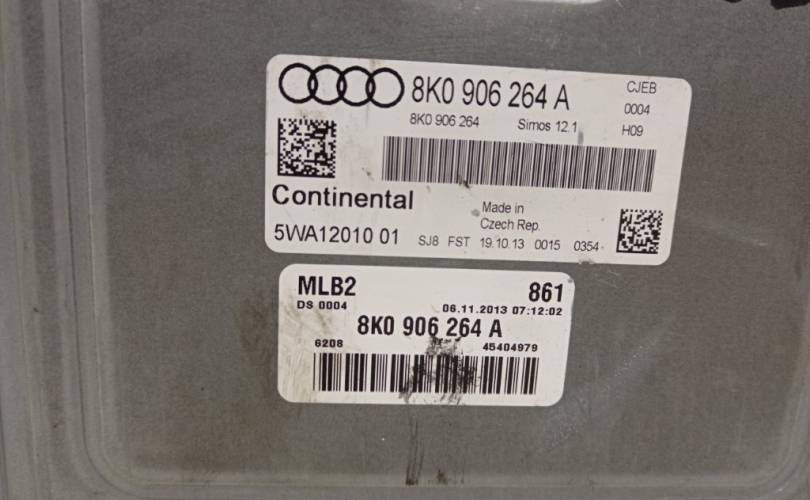 8K0 906 264 A CJEB
8K0 906 264 Simos 12.1 0004
H09
Continental
Made in
Czech Rep.
5WA12010 01 SJ8 FST 19.10.13 0015 0354
MLB2 861
DS 0004 06.11.2013 07:12:02
8K0 906 264 A
6208 45404979